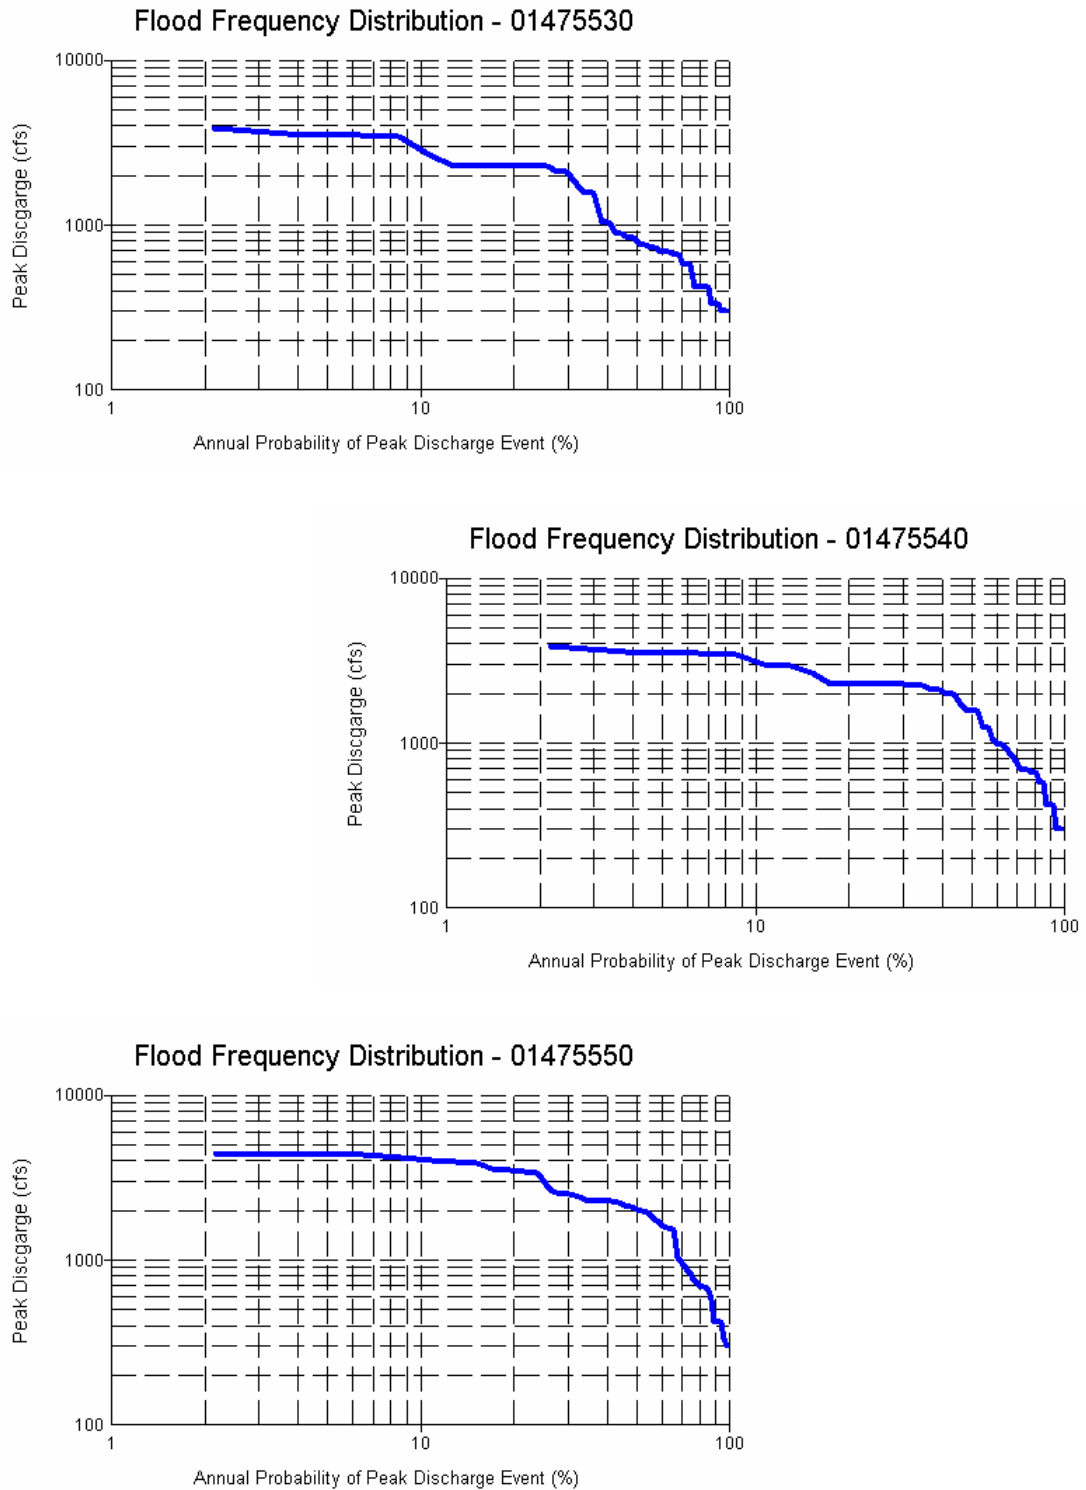 Flood Frequency Distribution - 01475530
10000
1000
100
Peak Discgarge (cfs)
1
10
100
Annual Probability of Peak Discharge Event (%)
Flood Frequency Distribution - 01475540
10000
1000
100
Peak Discgarge (cfs)
1
10
100
Annual Probability of Peak Discharge Event (%)
Flood Frequency Distribution - 01475550
10000
1000
100
Peak Discgarge (cfs)
1
10
100
Annual Probability of Peak Discharge Event (%)